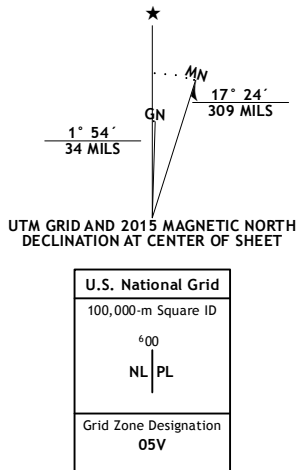 ★
MN
GN
17° 24´
309 MILS
1° 54´
34 MILS
UTM GRID AND 2015 MAGNETIC NORTH
DECLINATION AT CENTER OF SHEET
U.S. National Grid
100,000-m Square ID
⁶00
NL PL
Grid Zone Designation
05V